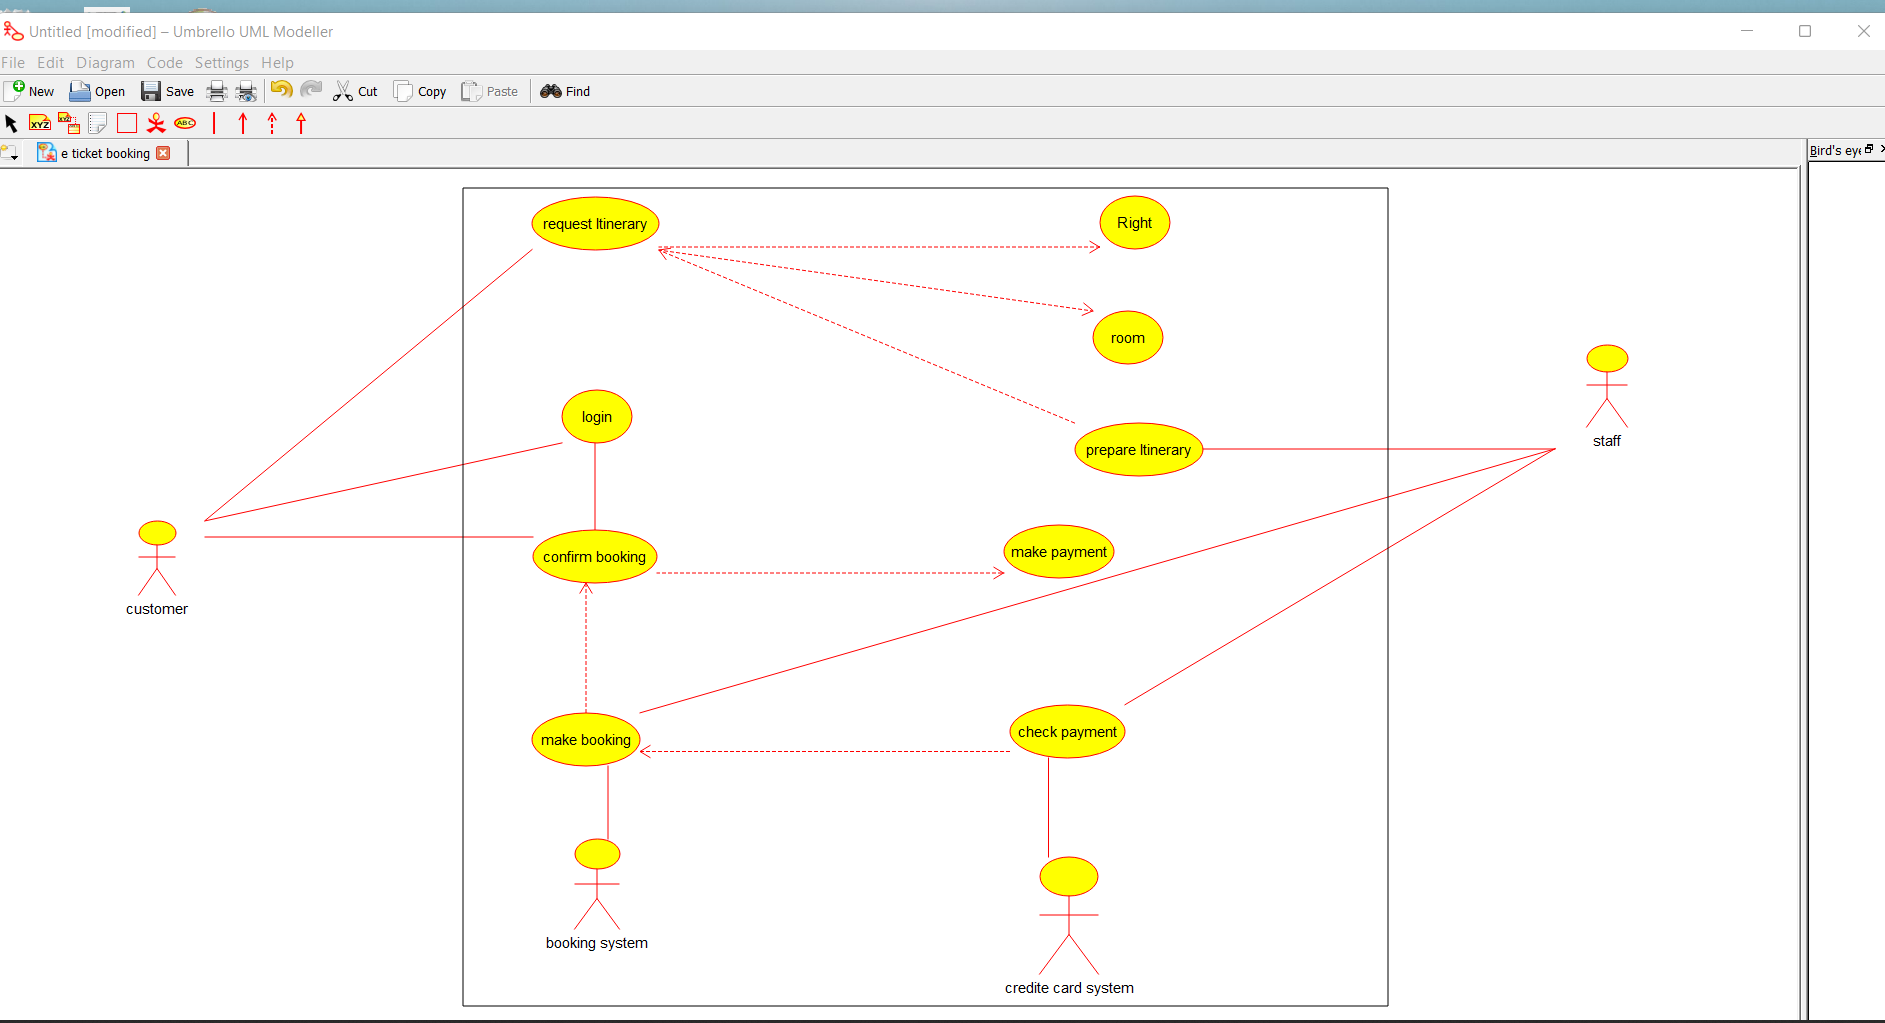 Untitled [modified] – Umbrello UML Modeller
File Edit Diagram Code Settings Help
New Open Save Cut Copy Paste Find
XYZ XYZ ABC
e ticket booking
Bird's eye
request Itinerary
Right
room
login
prepare Itinerary
staff
confirm booking
make payment
customer
make booking
check payment
booking system
credite card system